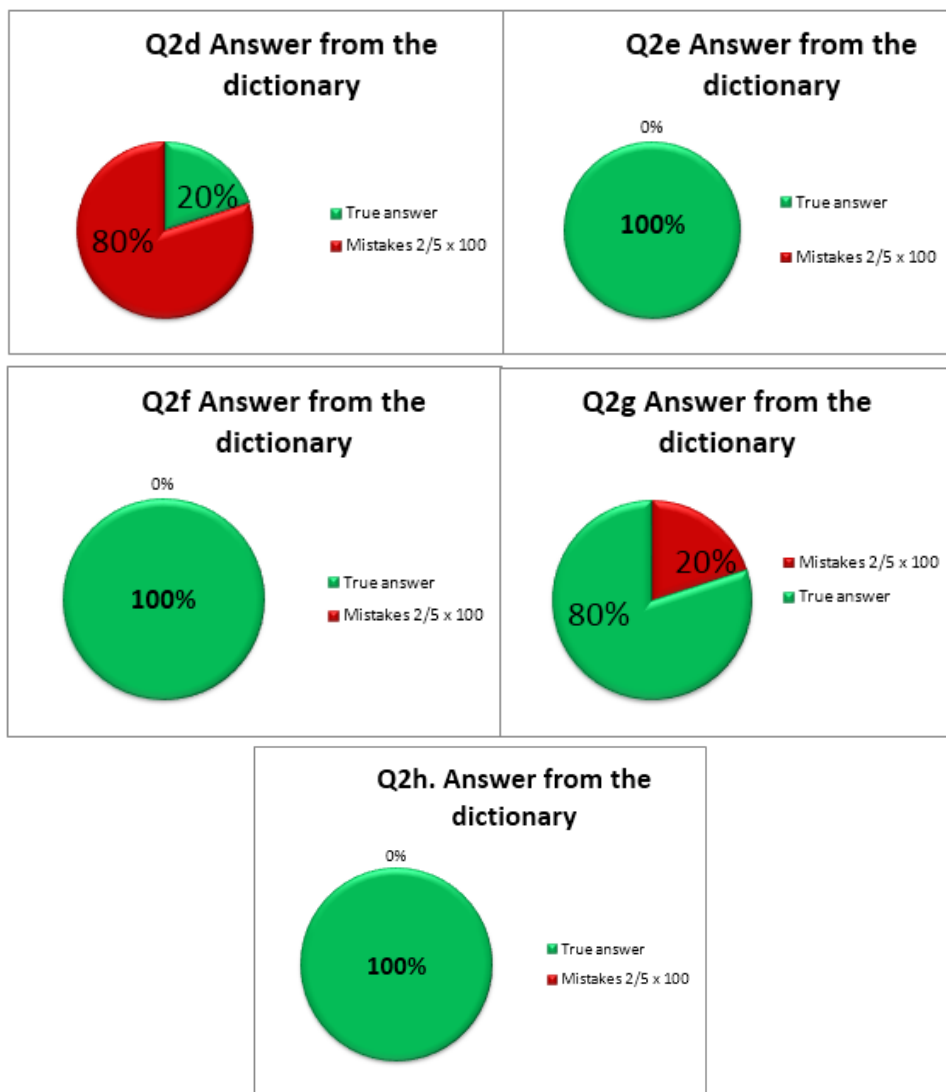 Q2d Answer from the
dictionary
20%
80%
True answer
Mistakes 2/5 x 100
Q2e Answer from the
dictionary
0%
100%
True answer
Mistakes 2/5 x 100
Q2f Answer from the
dictionary
0%
100%
True answer
Mistakes 2/5 x 100
Q2g Answer from the
dictionary
20%
80%
Mistakes 2/5 x 100
True answer
Q2h. Answer from the
dictionary
0%
100%
True answer
Mistakes 2/5 x 100